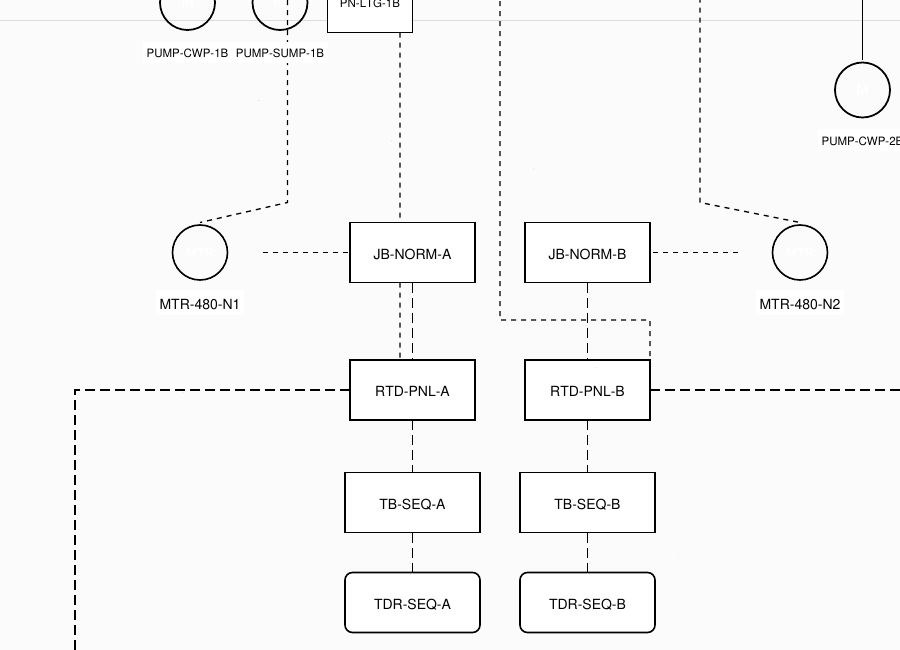 PN-LTG-1B
PUMP-CWP-1B
PUMP-SUMP-1B
PUMP-CWP-2B
JB-NORM-A
JB-NORM-B
MTR-480-N1
MTR-480-N2
RTD-PNL-A
RTD-PNL-B
TB-SEQ-A
TB-SEQ-B
TDR-SEQ-A
TDR-SEQ-B